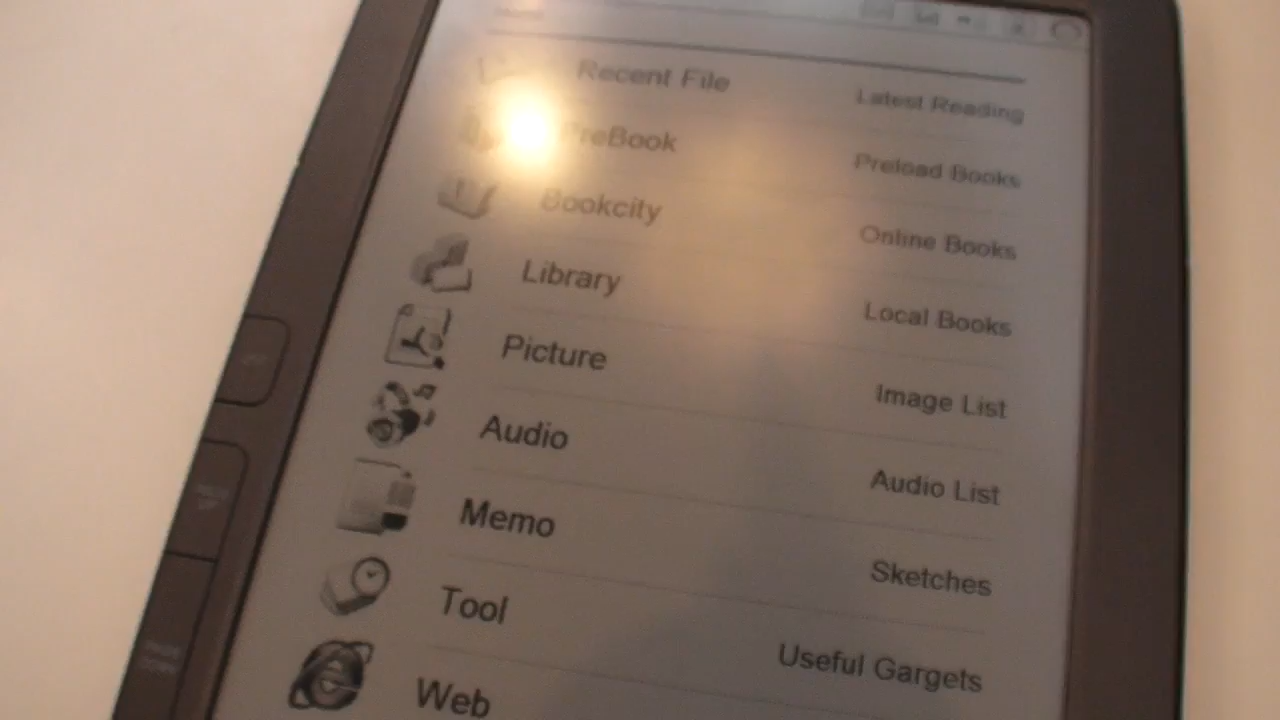 Recent File Latest Reading
PreBook Preload Books
Bookcity Online Books
Library Local Books
Picture Image List
Audio Audio List
Memo Sketches
Tool Useful Gargets
Web